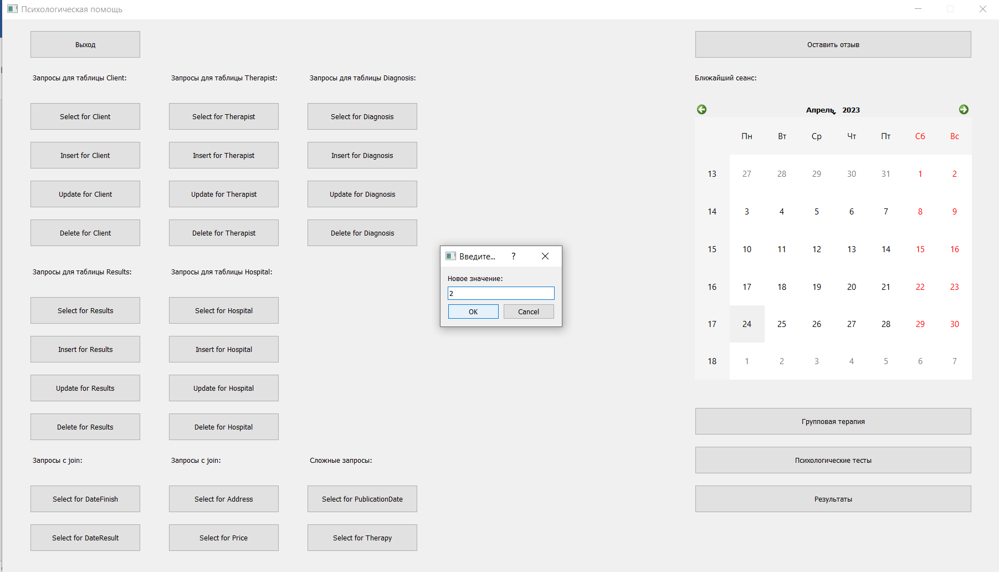 Психологическая помощь
Выход
Оставить отзыв
Запросы для таблицы Client:
Запросы для таблицы Therapist:
Запросы для таблицы Diagnosis:
Ближайший сеанс:
Select for Client
Select for Therapist
Select for Diagnosis
Insert for Client
Insert for Therapist
Insert for Diagnosis
Update for Client
Update for Therapist
Update for Diagnosis
Delete for Client
Delete for Therapist
Delete for Diagnosis
Запросы для таблицы Results:
Запросы для таблицы Hospital:
Select for Results
Select for Hospital
Insert for Results
Insert for Hospital
Update for Results
Update for Hospital
Delete for Results
Delete for Hospital
Запросы с join:
Запросы с join:
Сложные запросы:
Select for DateFinish
Select for Address
Select for PublicationDate
Select for DateResult
Select for Price
Select for Therapy
Введите... ?
Новое значение:
2
OK Cancel
Апрель 2023
Пн Вт Ср Чт Пт Сб Вс
13 27 28 29 30 31 1 2
14 3 4 5 6 7 8 9
15 10 11 12 13 14 15 16
16 17 18 19 20 21 22 23
17 24 25 26 27 28 29 30
18 1 2 3 4 5 6 7
Групповая терапия
Психологические тесты
Результаты